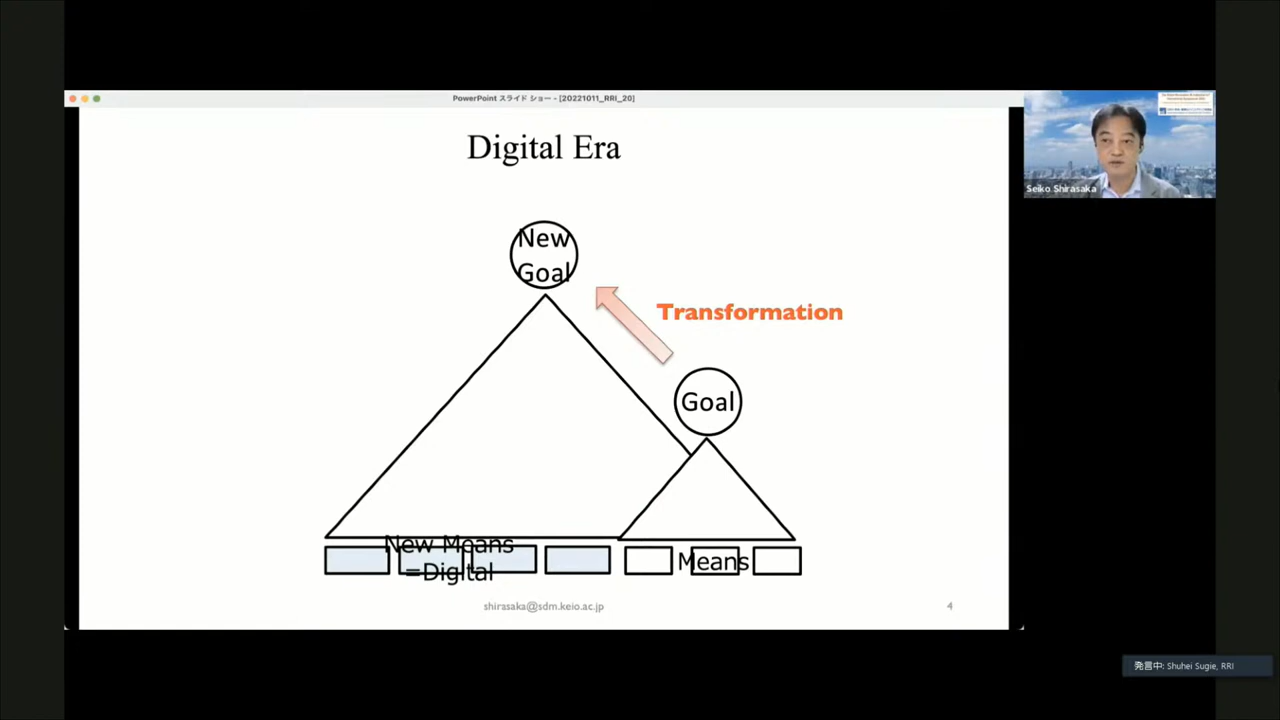 PowerPoint スライド ショー - [20221011_RRI_20]
Digital Era
New
Goal
Transformation
Goal
New Means
=Digital
Means
shirasaka@sdm.keio.ac.jp
4
Seiko Shirasaka
発言中: Shuhei Sugie, RRI